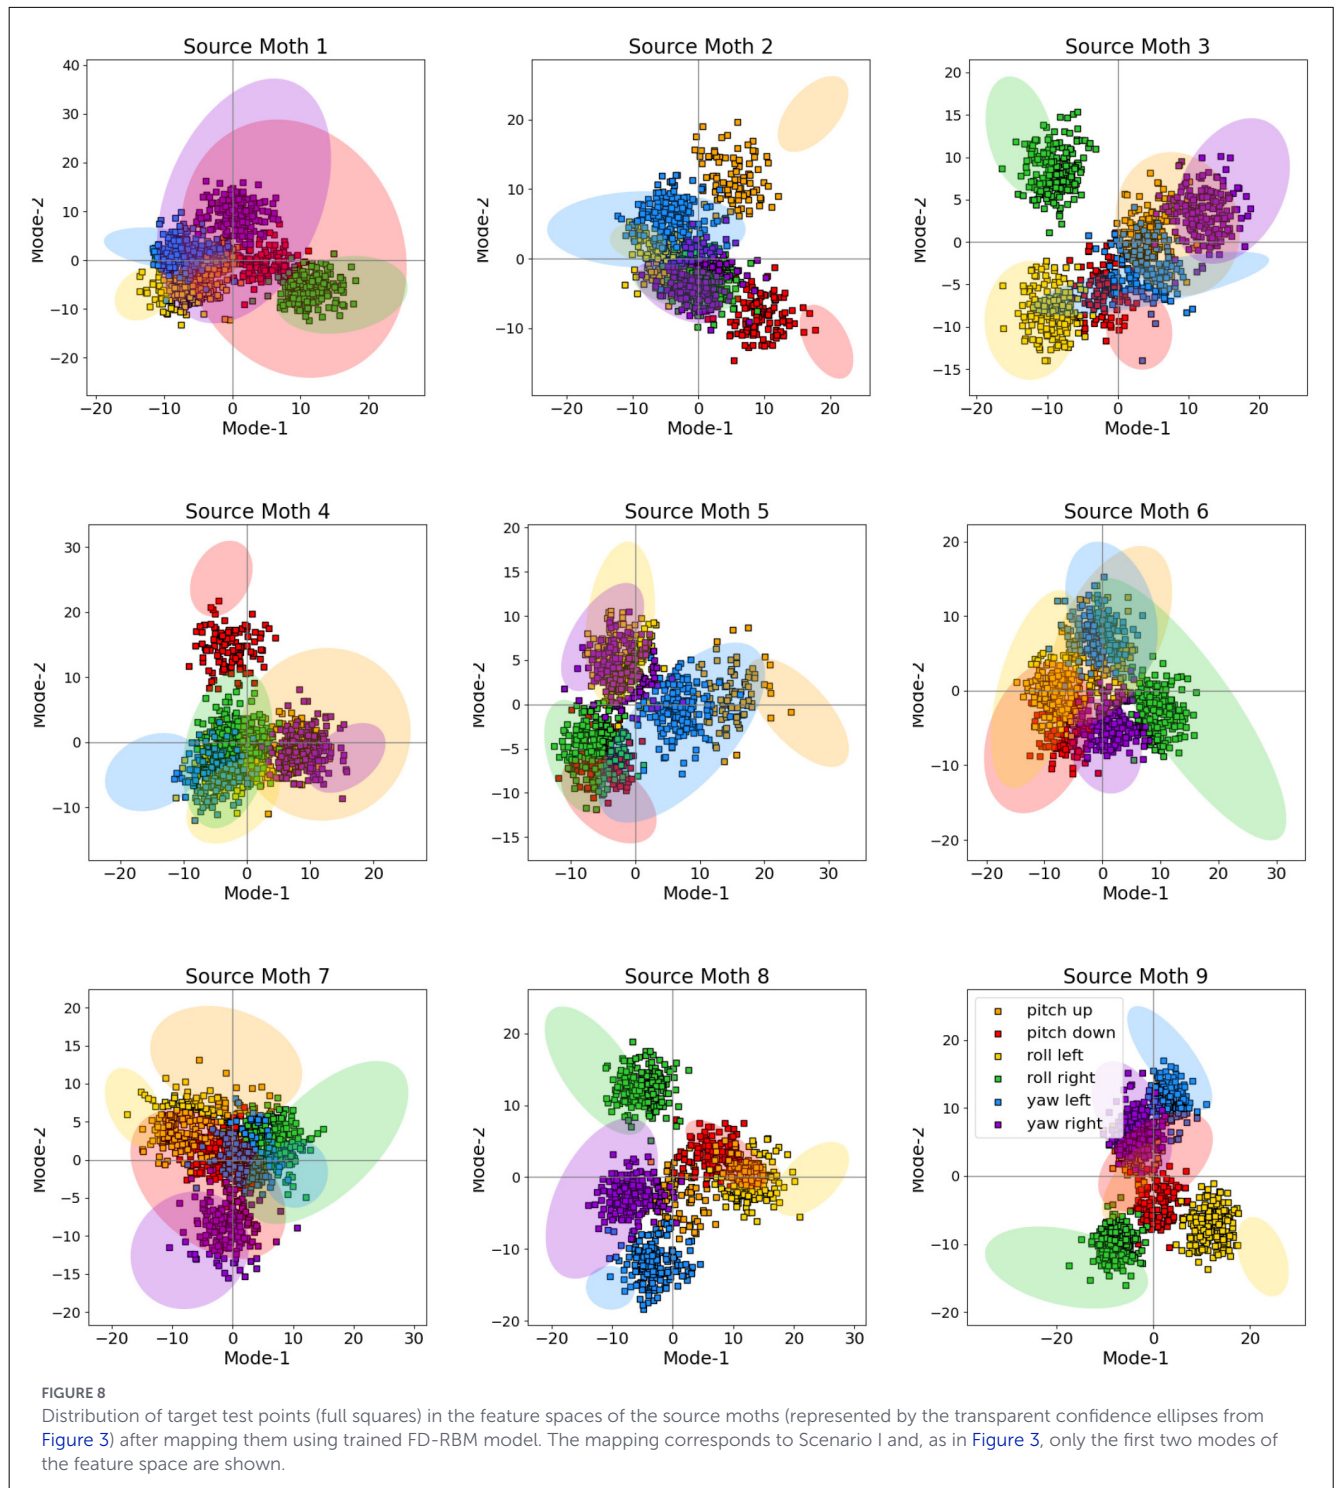 Source Moth 1
40
30
20
10
0
−10
−20
Mode-2
−20 −10 0 10 20
Mode-1
Source Moth 2
20
10
0
−10
Mode-2
−20 −10 0 10 20
Mode-1
Source Moth 3
20
15
10
5
0
−5
−10
−15
Mode-2
−20 −10 0 10 20
Mode-1
Source Moth 4
30
20
10
0
−10
Mode-2
−20 −10 0 10 20
Mode-1
Source Moth 5
20
15
10
5
0
−5
−10
−15
Mode-2
−10 0 10 20 30
Mode-1
Source Moth 6
20
10
0
−10
−20
Mode-2
−20 −10 0 10 20 30
Mode-1
Source Moth 7
20
15
10
5
0
−5
−10
−15
−20
Mode-2
−20 −10 0 10 20 30
Mode-1
Source Moth 8
20
10
0
−10
−20
Mode-2
−20 −10 0 10 20 30
Mode-1
Source Moth 9
pitch up
pitch down
roll left
roll right
yaw left
yaw right
20
10
0
−10
−20
Mode-2
−20 0 20
Mode-1
FIGURE 8
Distribution of target test points (full squares) in the feature spaces of the source moths (represented by the transparent confidence ellipses from
Figure 3) after mapping them using trained FD-RBM model. The mapping corresponds to Scenario I and, as in Figure 3, only the first two modes of
the feature space are shown.